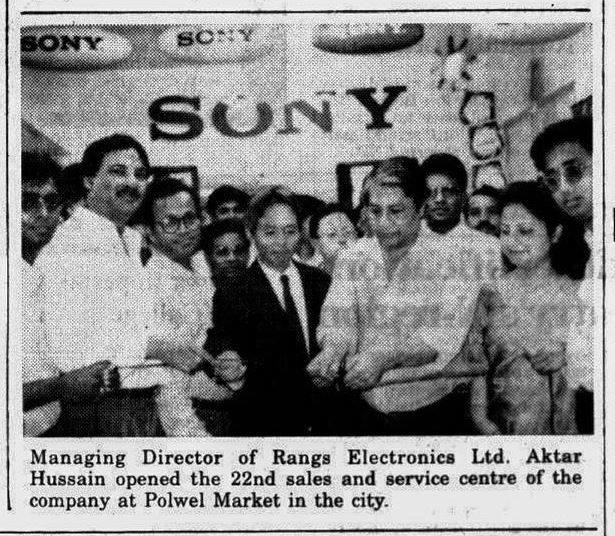 SONY
SONY
SONY
Managing Director of Rangs Electronics Ltd. Aktar
Hussain opened the 22nd sales and service centre of the
company at Polwel Market in the city.